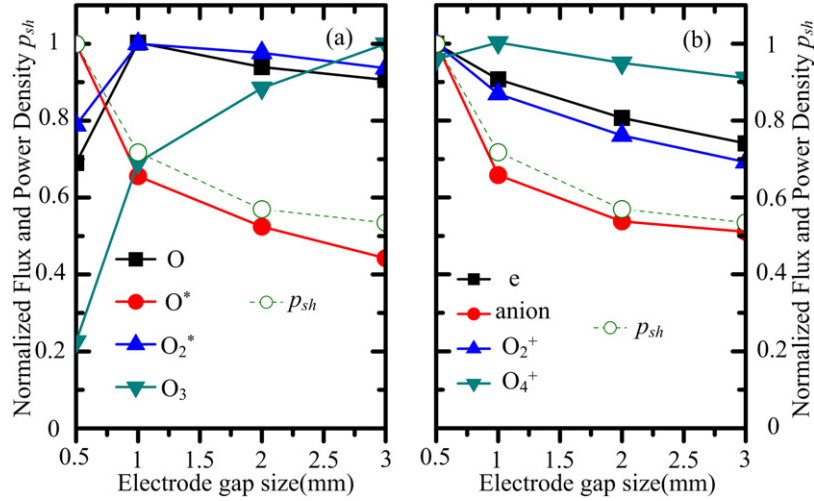 Normalized Flux and Power Density p_sh
1
0.8
0.6
0.4
0.2
0
(a)
O
O*
O₂*
O₃
p_sh
0.5 1 1.5 2 2.5 3
Electrode gap size(mm)
(b)
e
anion
O₂⁺
O₄⁺
p_sh
0.5 1 1.5 2 2.5 3
Electrode gap size(mm)
1
0.8
0.6
0.4
0.2
0
Normalized Flux and Power Density p_sh